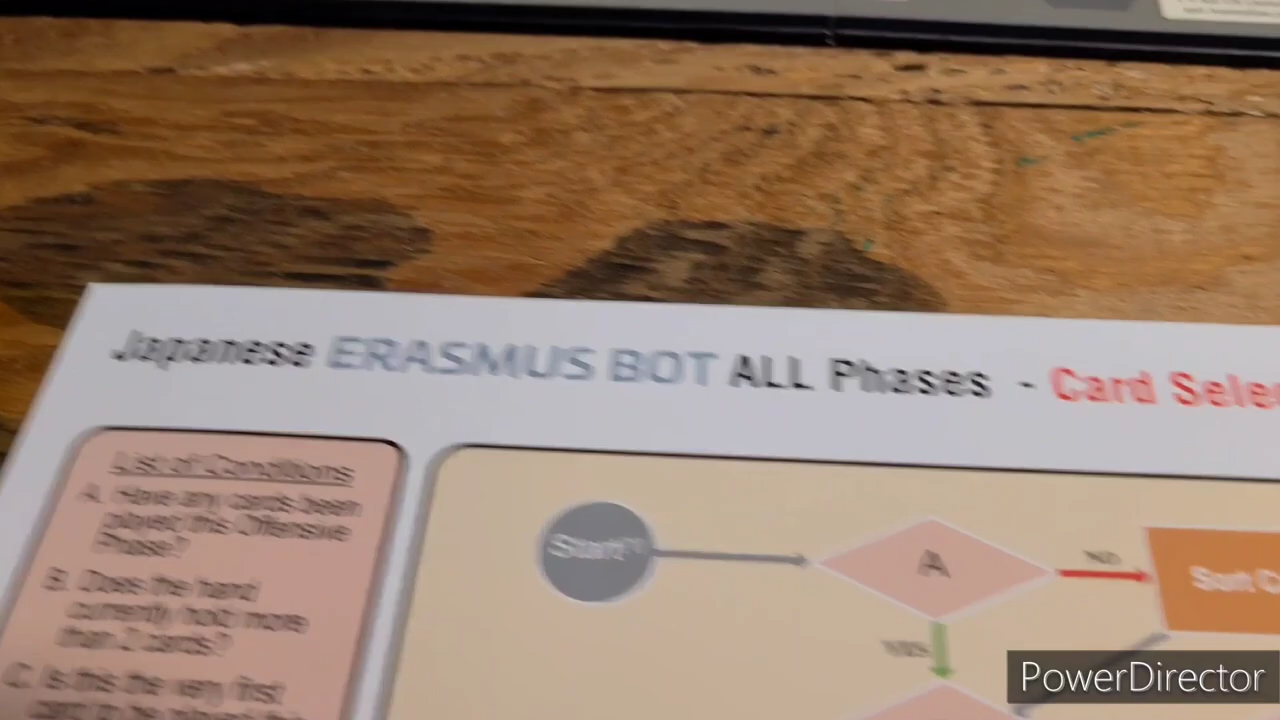 Japanese ERASMUS BOT ALL Phases - Card
List of Conditions
A. Have any cards been
played this Offensive
Phase?
B. Does the hand
currently hold more
than 2 cards?
C. Is this the very first
Start
A
NO
Sort
YES
PowerDirector